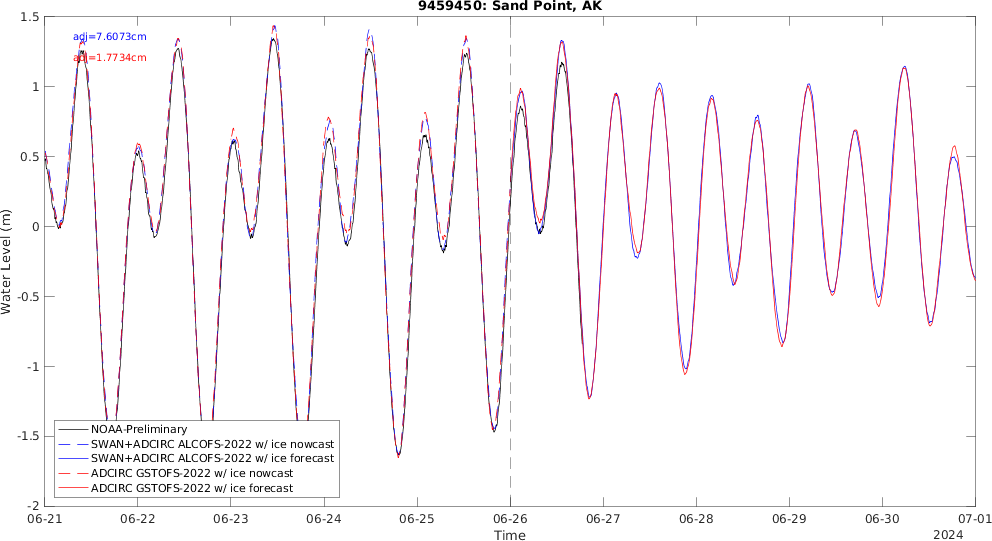 9459450: Sand Point, AK
adj=7.6073cm
adj=1.7734cm
1.5
1
0.5
0
-0.5
-1
-1.5
-2
Water Level (m)
NOAA-Preliminary
SWAN+ADCIRC ALCOFS-2022 w/ ice nowcast
SWAN+ADCIRC ALCOFS-2022 w/ ice forecast
ADCIRC GSTOFS-2022 w/ ice nowcast
ADCIRC GSTOFS-2022 w/ ice forecast
06-21 06-22 06-23 06-24 06-25 06-26 06-27 06-28 06-29 06-30 07-01
Time
2024